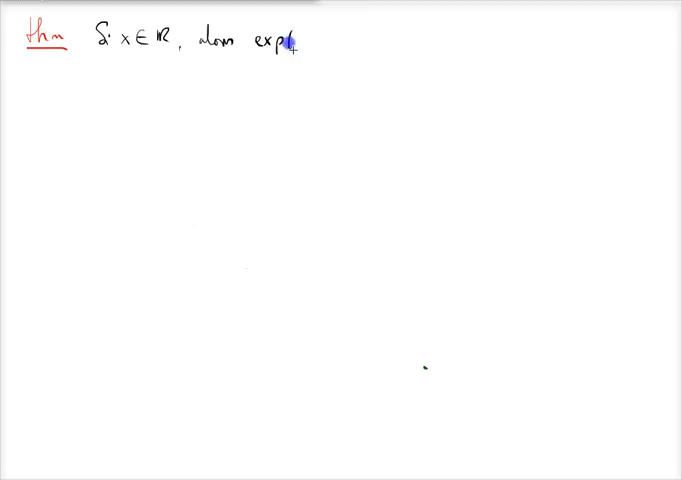 thm Si x ∈ ℝ, alors exp(